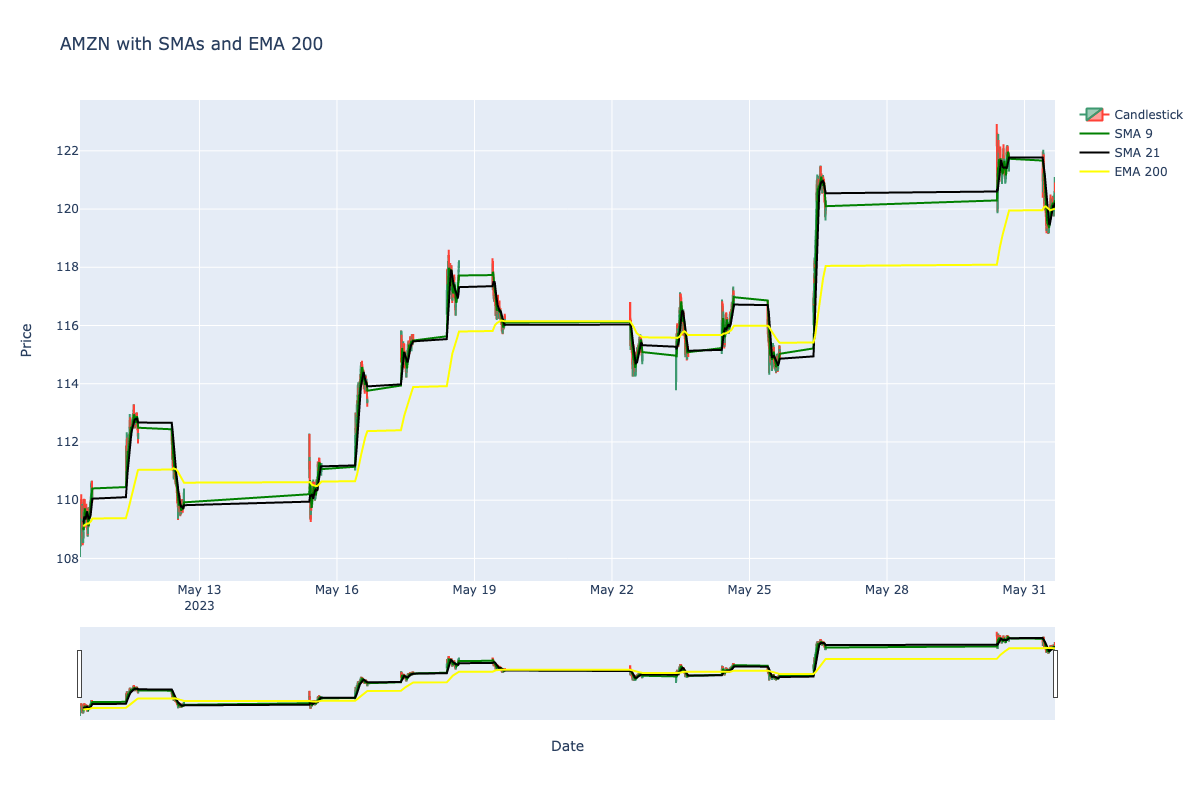 AMZN with SMAs and EMA 200
Candlestick
SMA 9
SMA 21
EMA 200
Price
122
120
118
116
114
112
110
108
May 13
2023
May 16
May 19
May 22
May 25
May 28
May 31
Date